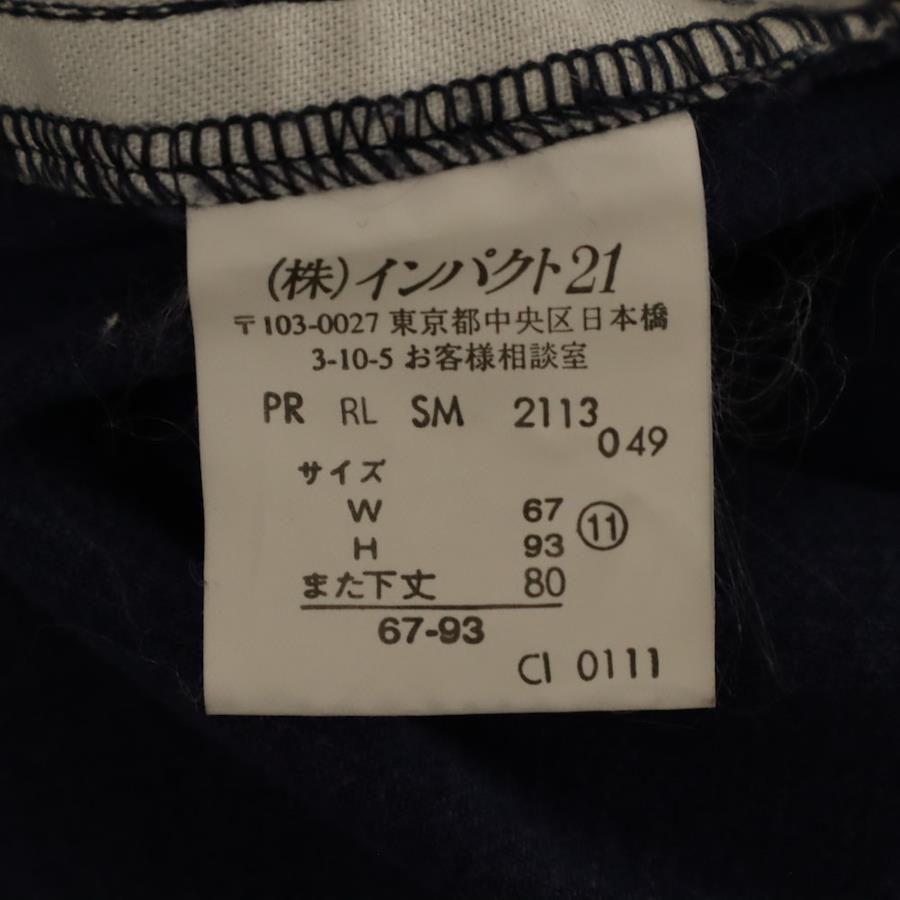 (株)インパクト21
〒103-0027 東京都中央区日本橋
3-10-5 お客様相談室
PR RL SM 2113
049
サイズ
W 67
H 93 ⑪
また下丈 80
67-93
CI 0111